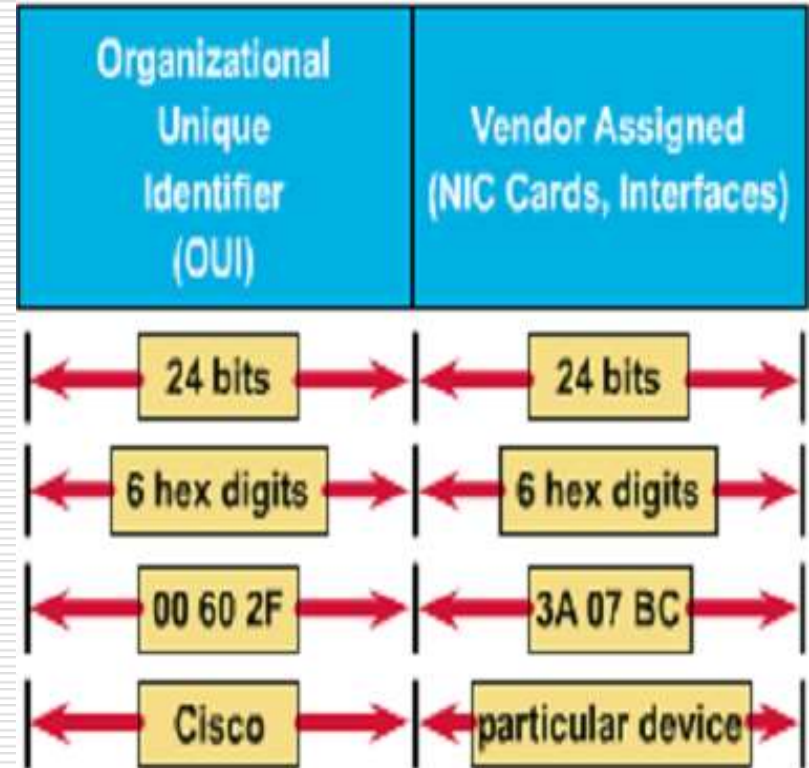 Organizational
Unique
Identifier
(OUI)
Vendor Assigned
(NIC Cards, Interfaces)
24 bits
24 bits
6 hex digits
6 hex digits
00 60 2F
3A 07 BC
Cisco
particular device